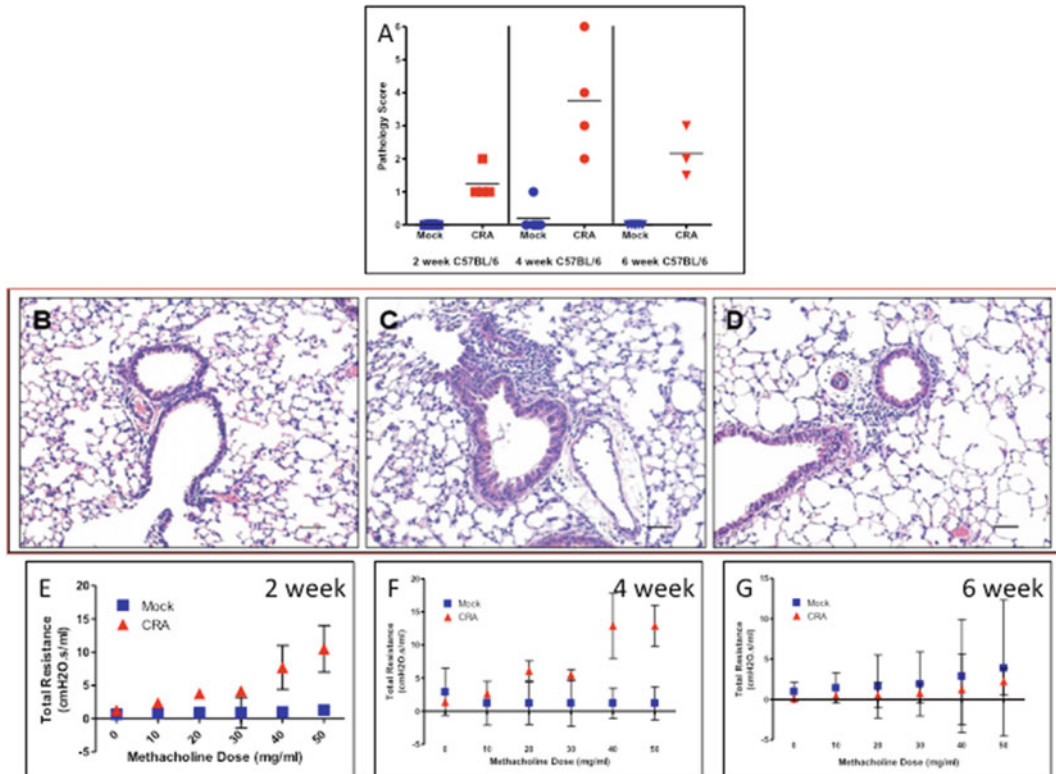 A
Pathology Score
6
5
4
3
2
1
0
Mock CRA Mock CRA Mock CRA
2 week C57BL/6 4 week C57BL/6 6 week C57BL/6
B C D
E 2 week
Mock
CRA
Total Resistance
(cmH2O.s/ml)
20
15
10
5
0
-5
0 10 20 30 40 50
Methacholine Dose (mg/ml)
F 4 week
Mock
CRA
Total Resistance
(cmH2O.s/ml)
20
15
10
5
0
-5
0 10 20 30 40 50
Methacholine Dose (mg/ml)
G 6 week
Mock
CRA
Total Resistance
(cmH2O.s/ml)
15
10
5
0
-5
0 10 20 30 40 50
Methacholine Dose (mg/ml)